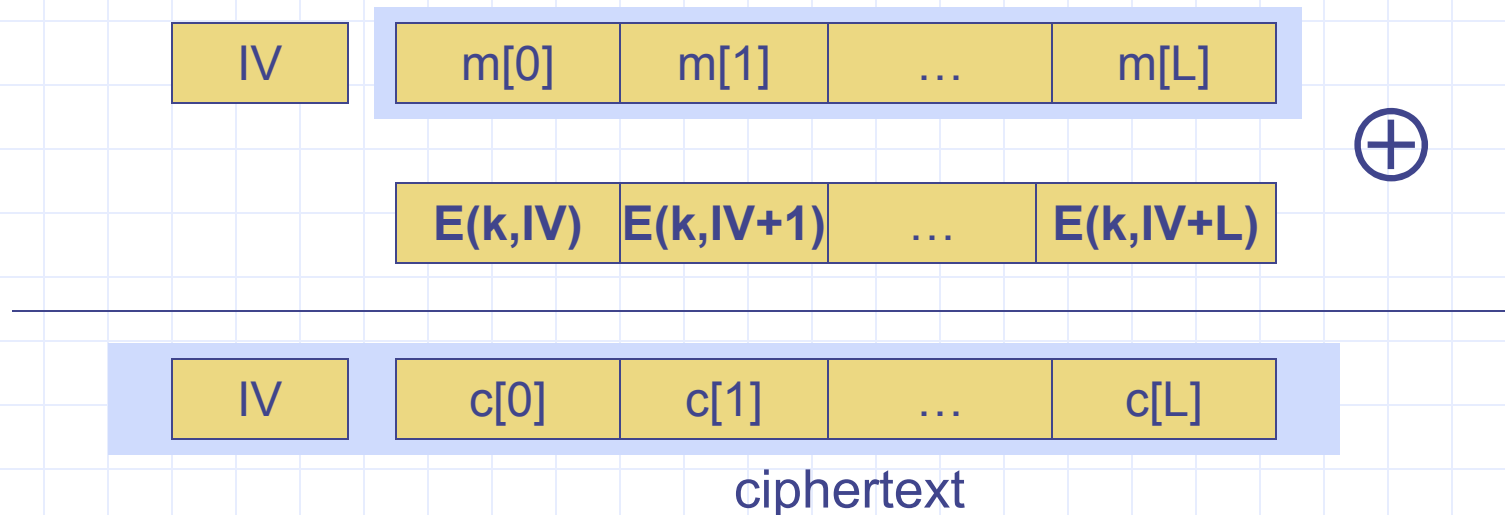 IV m[0] m[1] … m[L]
⊕
E(k,IV) E(k,IV+1) … E(k,IV+L)
IV c[0] c[1] … c[L]
ciphertext